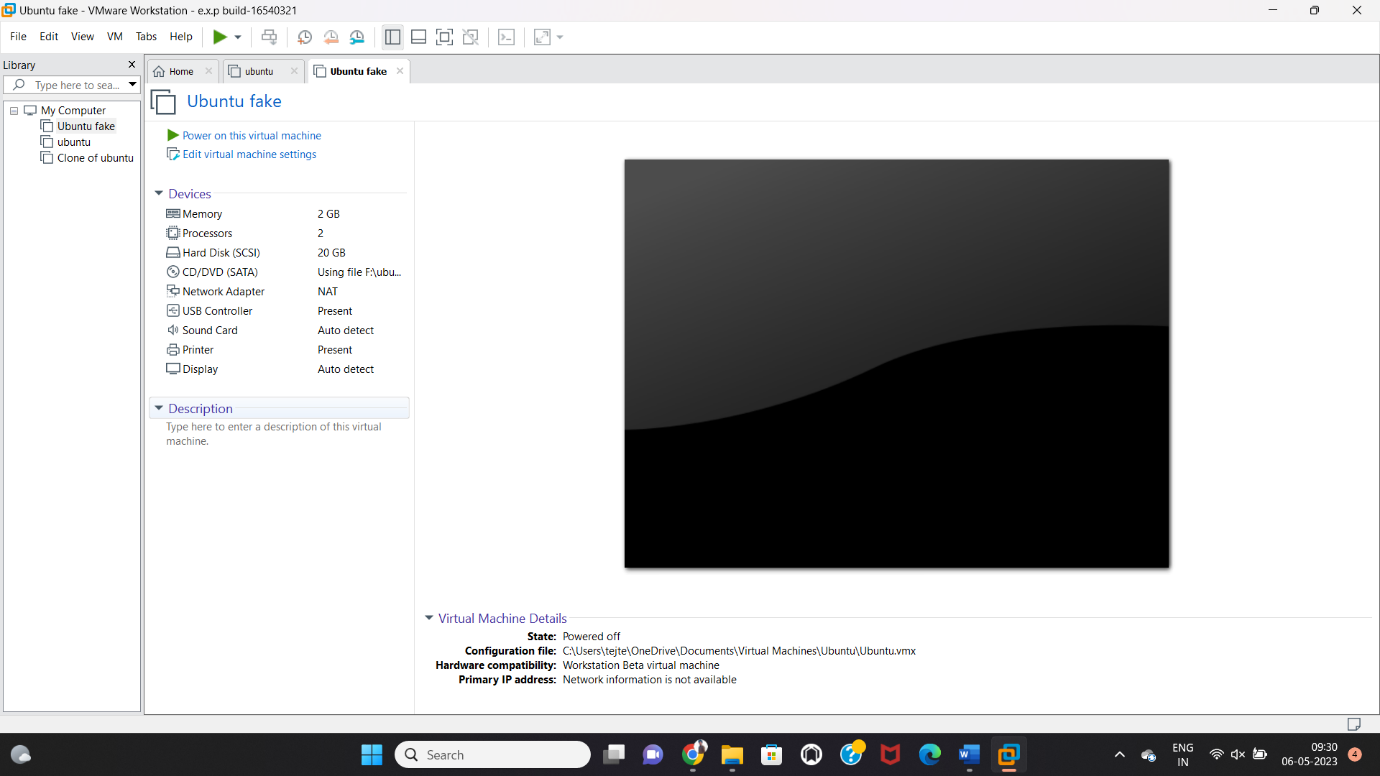 Ubuntu fake - VMware Workstation - e.x.p build-16540321
File Edit View VM Tabs Help
Library
Type here to sea...
My Computer
Ubuntu fake
ubuntu
Clone of ubuntu
Home
ubuntu
Ubuntu fake
Ubuntu fake
Power on this virtual machine
Edit virtual machine settings
Devices
Memory 2 GB
Processors 2
Hard Disk (SCSI) 20 GB
CD/DVD (SATA) Using file F:\ubu...
Network Adapter NAT
USB Controller Present
Sound Card Auto detect
Printer Present
Display Auto detect
Description
Type here to enter a description of this virtual
machine.
Virtual Machine Details
State: Powered off
Configuration file: C:\Users\tejte\OneDrive\Documents\Virtual Machines\Ubuntu\Ubuntu.vmx
Hardware compatibility: Workstation Beta virtual machine
Primary IP address: Network information is not available
Search
ENG
IN
09:30
06-05-2023
4